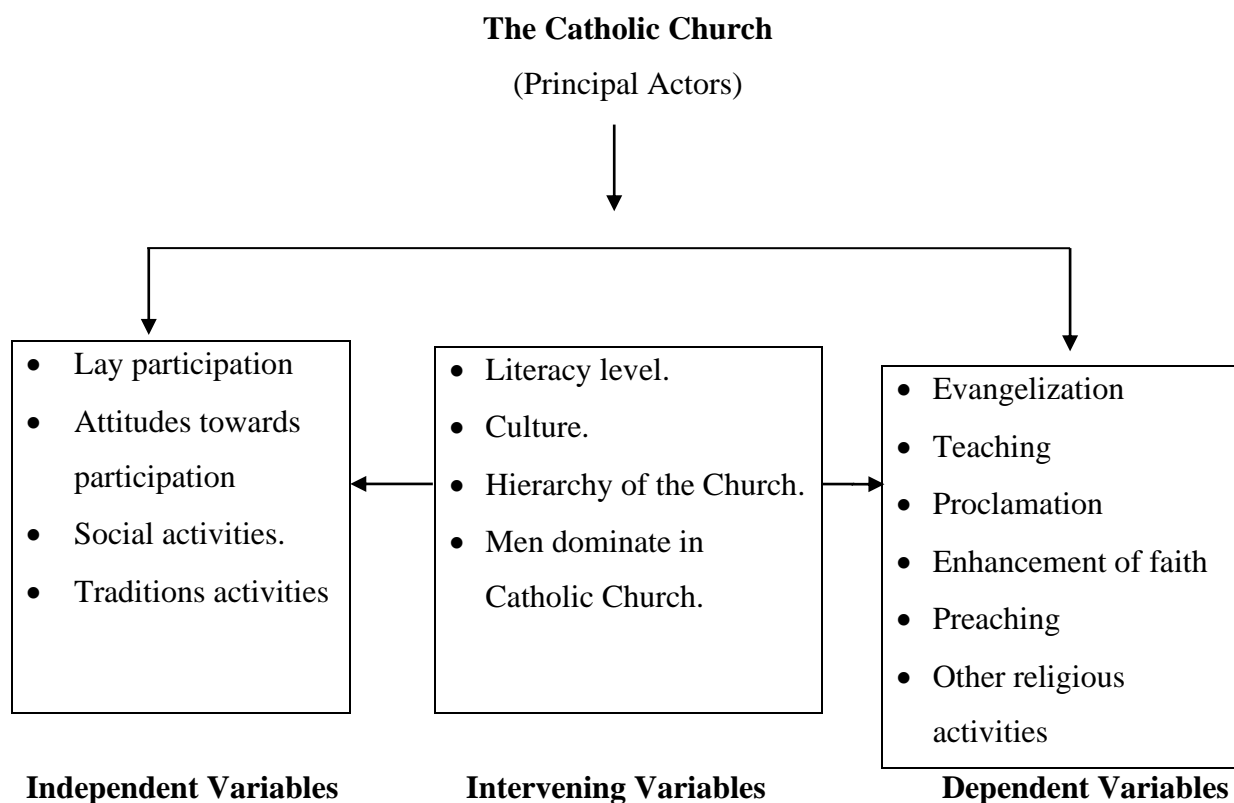 The Catholic Church
(Principal Actors)
• Lay participation
• Attitudes towards
participation
• Social activities.
• Traditions activities
• Literacy level.
• Culture.
• Hierarchy of the Church.
• Men dominate in
Catholic Church.
• Evangelization
• Teaching
• Proclamation
• Enhancement of faith
• Preaching
• Other religious
activities
Independent Variables
Intervening Variables
Dependent Variables